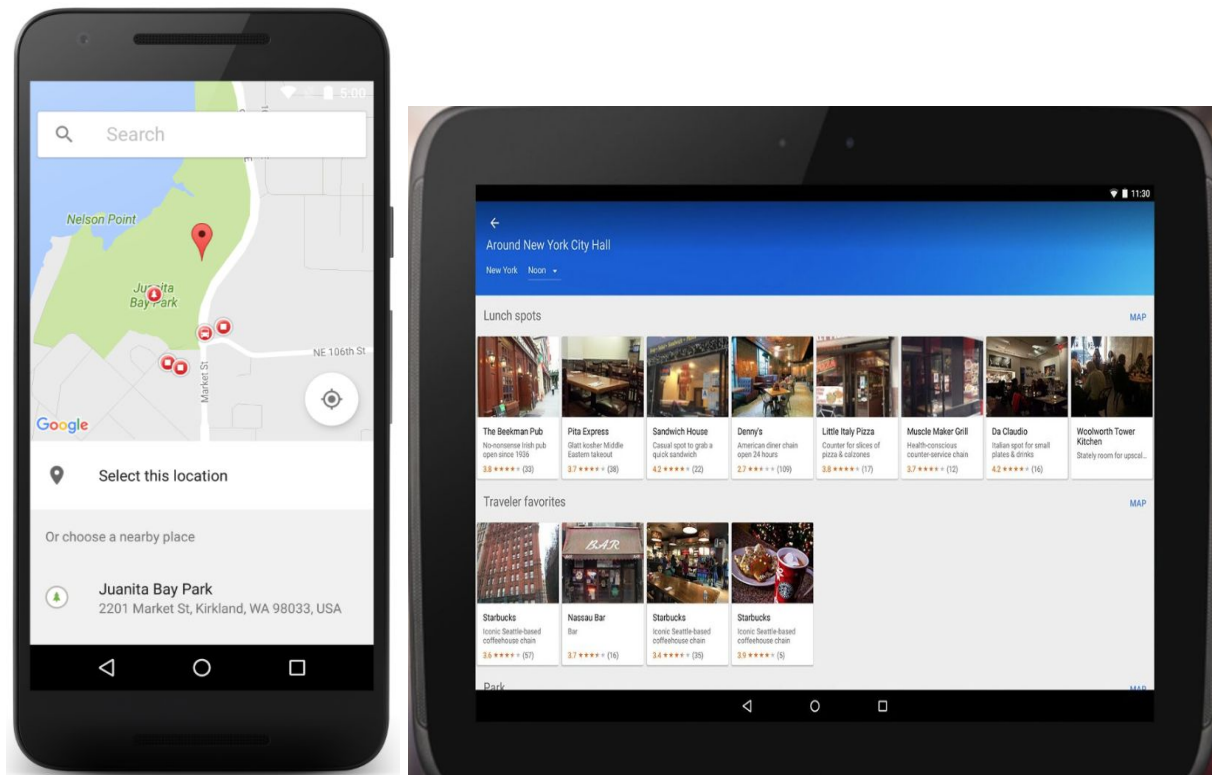 5:00
Search
Nelson Point
Juanita
Bay Park
NE 106th St
Market St
Google
Select this location
Or choose a nearby place
Juanita Bay Park
2201 Market St, Kirkland, WA 98033, USA
11:30
Around New York City Hall
New York Noon
Lunch spots
MAP
The Beekman Pub
No-nonsense Irish pub
open since 1936
3.8 (33)
Pita Express
Glatt kosher Middle
Eastern takeout
3.7 (28)
Sandwich House
Casual spot to grab a
quick sandwich
4.2 (22)
Denny's
American diner chain
open 24 hours
2.7 (109)
Little Italy Pizza
Counter for slices of
pizza & calzones
3.8 (17)
Muscle Maker Grill
Health-conscious
counter-service chain
3.7 (12)
Da Claudio
Italian spot for small
plates & drinks
4.2 (16)
Woolworth Tower
Kitchen
Stately room for upscal...
Traveler favorites
MAP
BAR
Starbucks
Iconic Seattle-based
coffeehouse chain
3.6 (57)
Nassau Bar
Bar
3.7 (16)
Starbucks
Iconic Seattle-based
coffeehouse chain
3.4 (35)
Starbucks
Iconic Seattle-based
coffeehouse chain
3.9 (5)
Park
MAP